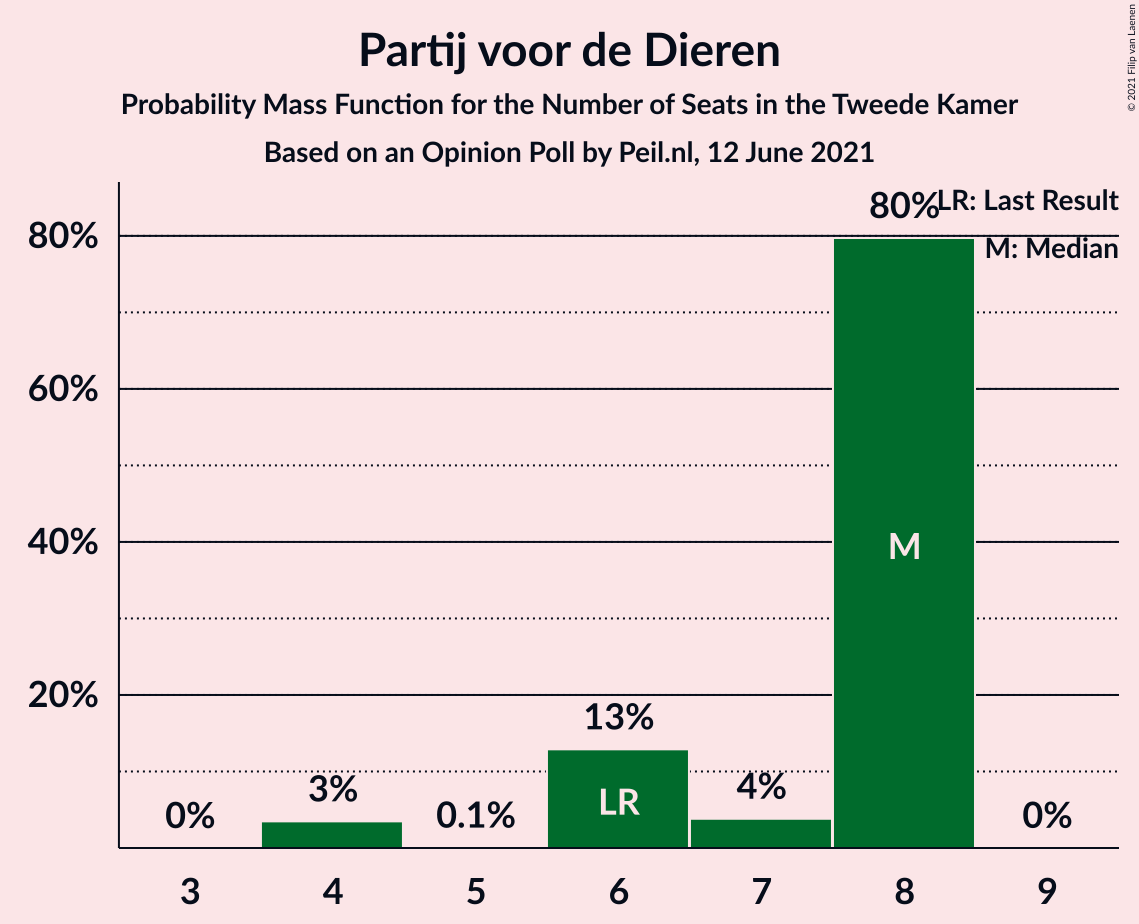 Partij voor de Dieren
Probability Mass Function for the Number of Seats in the Tweede Kamer
Based on an Opinion Poll by Peil.nl, 12 June 2021
© 2021 Filip van Laenen
LR: Last Result
M: Median
80%
60%
40%
20%
0%
3%
0.1%
13%
4%
80%
0%
LR
M
3 4 5 6 7 8 9